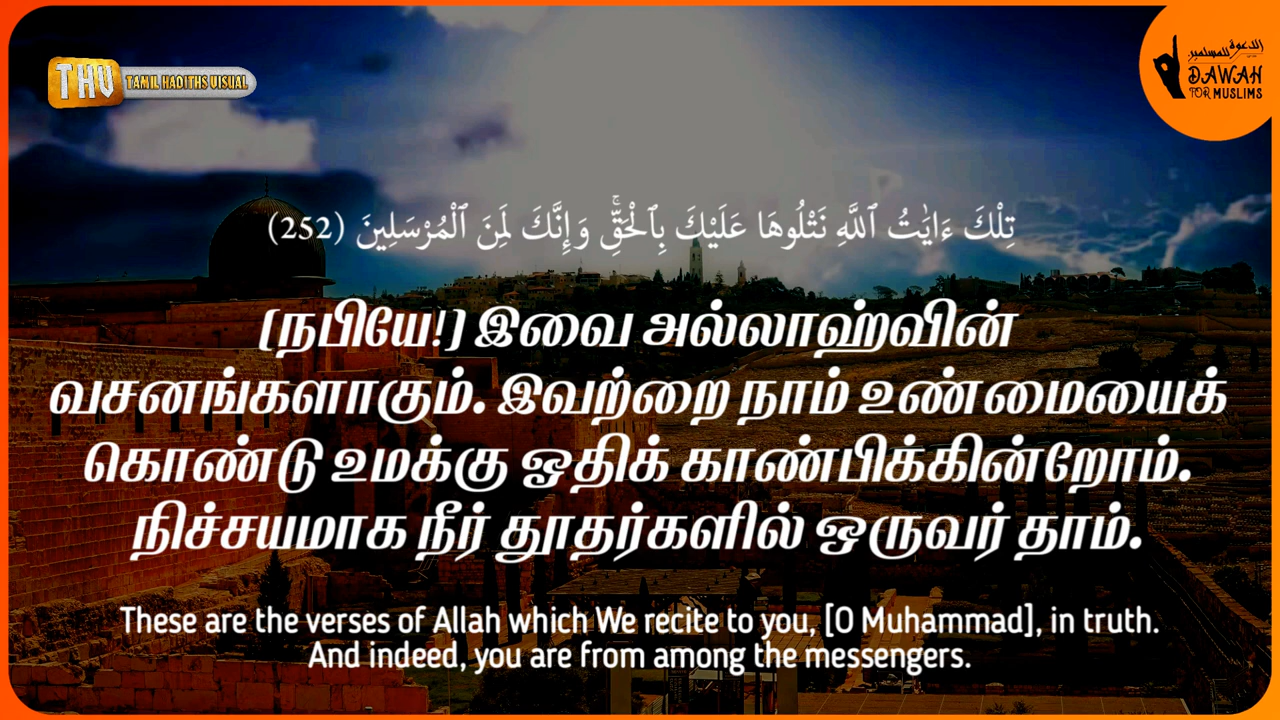 THV TAMIL HADITHS VISUAL
الدعوة للمسلمين
DAWAH
FOR MUSLIMS
تِلْكَ ءَايَٰتُ ٱللَّهِ نَتْلُوهَا عَلَيْكَ بِٱلْحَقِّۚ وَإِنَّكَ لَمِنَ ٱلْمُرْسَلِينَ (252)
(நபியே!) இவை அல்லாஹ்வின்
வசனங்களாகும். இவற்றை நாம் உண்மையைக்
கொண்டு உமக்கு ஓதிக் காண்பிக்கின்றோம்.
நிச்சயமாக நீர் தூதர்களில் ஒருவர் தாம்.
These are the verses of Allah which We recite to you, [O Muhammad], in truth.
And indeed, you are from among the messengers.